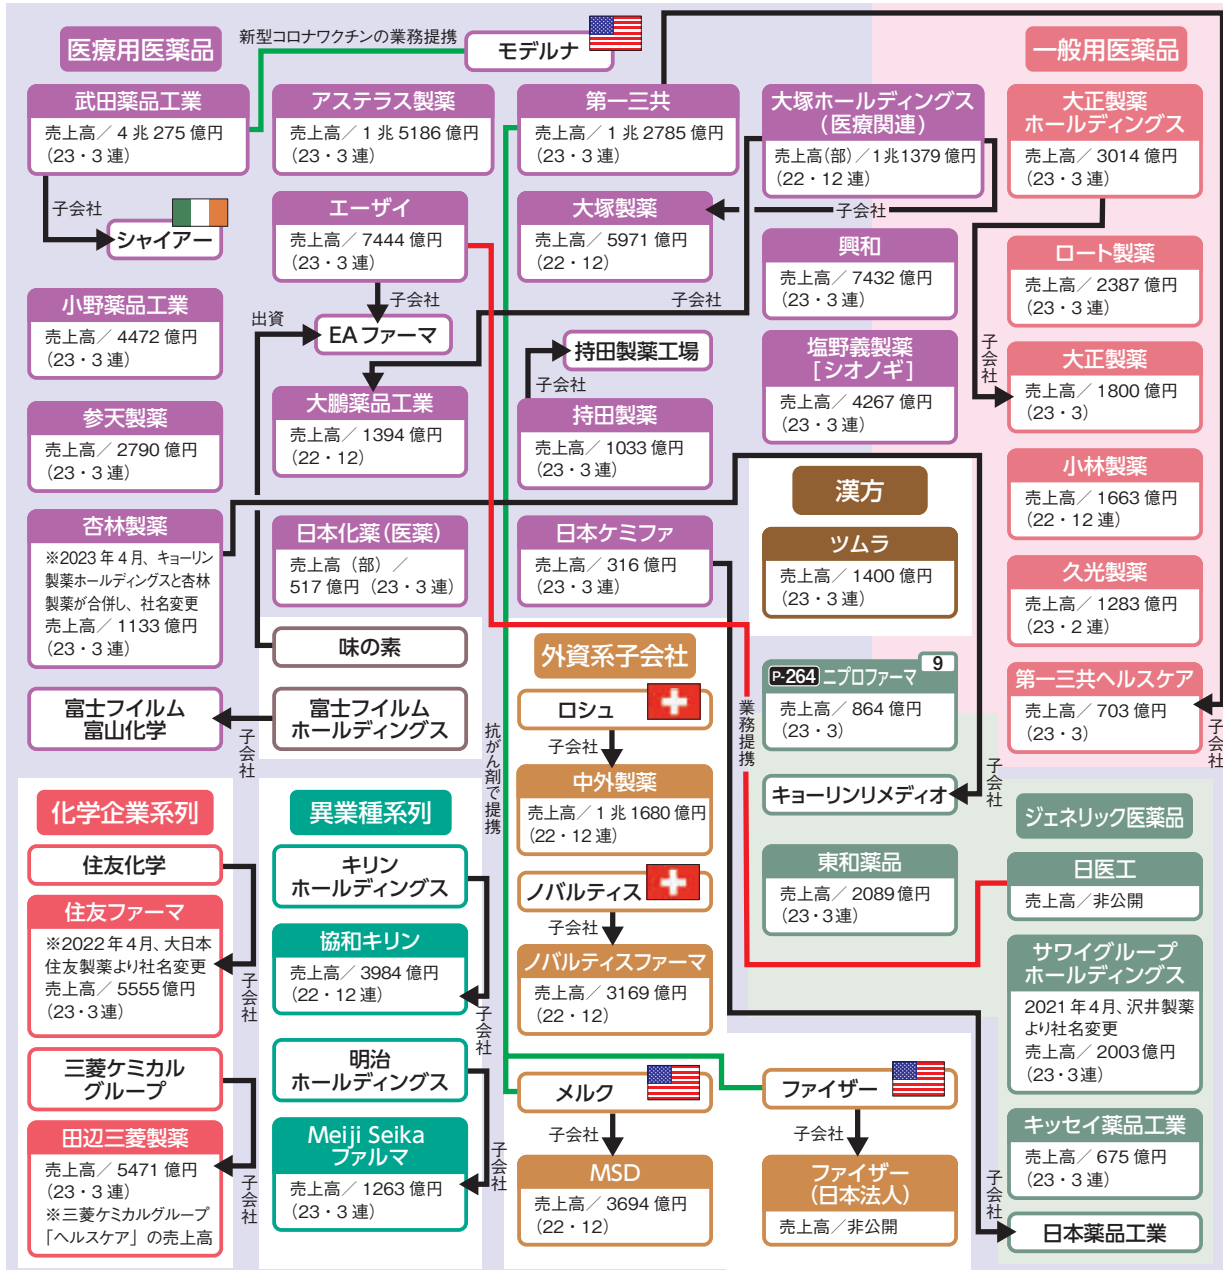 医療用医薬品
新型コロナワクチンの業務提携
モデルナ
一般用医薬品
武田薬品工業
売上高／4兆275億円
(23・3連)
子会社
シャイアー
アステラス製薬
売上高／1兆5186億円
(23・3連)
第一三共
売上高／1兆2785億円
(23・3連)
大塚ホールディングス
(医療関連)
売上高(部)／1兆1379億円
(22・12連)
大正製薬
ホールディングス
売上高／3014億円
(23・3連)
エーザイ
売上高／7444億円
(23・3連)
子会社
EAファーマ
出資
大塚製薬
売上高／5971億円
(22・12)
子会社
子会社
興和
売上高／7432億円
(23・3連)
ロート製薬
売上高／2387億円
(23・3連)
小野薬品工業
売上高／4472億円
(23・3連)
持田製薬工場
子会社
塩野義製薬
[シオノギ]
売上高／4267億円
(23・3連)
子会社
大正製薬
売上高／1800億円
(23・3)
参天製薬
売上高／2790億円
(23・3連)
大鵬薬品工業
売上高／1394億円
(22・12)
持田製薬
売上高／1033億円
(23・3連)
小林製薬
売上高／1663億円
(22・12連)
漢方
ツムラ
売上高／1400億円
(23・3連)
杏林製薬
※2023年4月、キョーリン
製薬ホールディングスと杏林
製薬が合併し、社名変更
売上高／1133億円
(23・3連)
日本化薬(医薬)
売上高（部）／
517億円（23・3連)
日本ケミファ
売上高／316億円
(23・3連)
久光製薬
売上高／1283億円
(23・2連)
味の素
外資系子会社
P-264 ニプロファーマ
9
売上高／864億円
(23・3)
第一三共ヘルスケア
売上高／703億円
(23・3)
子会社
富士フイルム
富山化学
子会社
富士フイルム
ホールディングス
抗がん剤で提携
ロシュ
子会社
中外製薬
売上高／1兆1680億円
(22・12連)
業務提携
キョーリンリメディオ
子会社
化学企業系列
異業種系列
ジェネリック医薬品
住友化学
住友ファーマ
※2022年4月、大日本
住友製薬より社名変更
売上高／5555億円
(23・3連)
子会社
キリン
ホールディングス
協和キリン
売上高／3984億円
(22・12連)
子会社
ノバルティス
子会社
ノバルティスファーマ
売上高／3169億円
(22・12)
東和薬品
売上高／2089億円
(23・3連)
日医工
売上高／非公開
サワイグループ
ホールディングス
2021年4月、沢井製薬
より社名変更
売上高／2003億円
(23・3連)
三菱ケミカル
グループ
田辺三菱製薬
売上高／5471億円
(23・3連)
※三菱ケミカルグループ
「ヘルスケア」の売上高
子会社
明治
ホールディングス
Meiji Seika
ファルマ
売上高／1263億円
(23・3連)
子会社
メルク
子会社
MSD
売上高／3694億円
(22・12)
ファイザー
子会社
ファイザー
(日本法人)
売上高／非公開
キッセイ薬品工業
売上高／675億円
(23・3連)
子会社
日本薬品工業